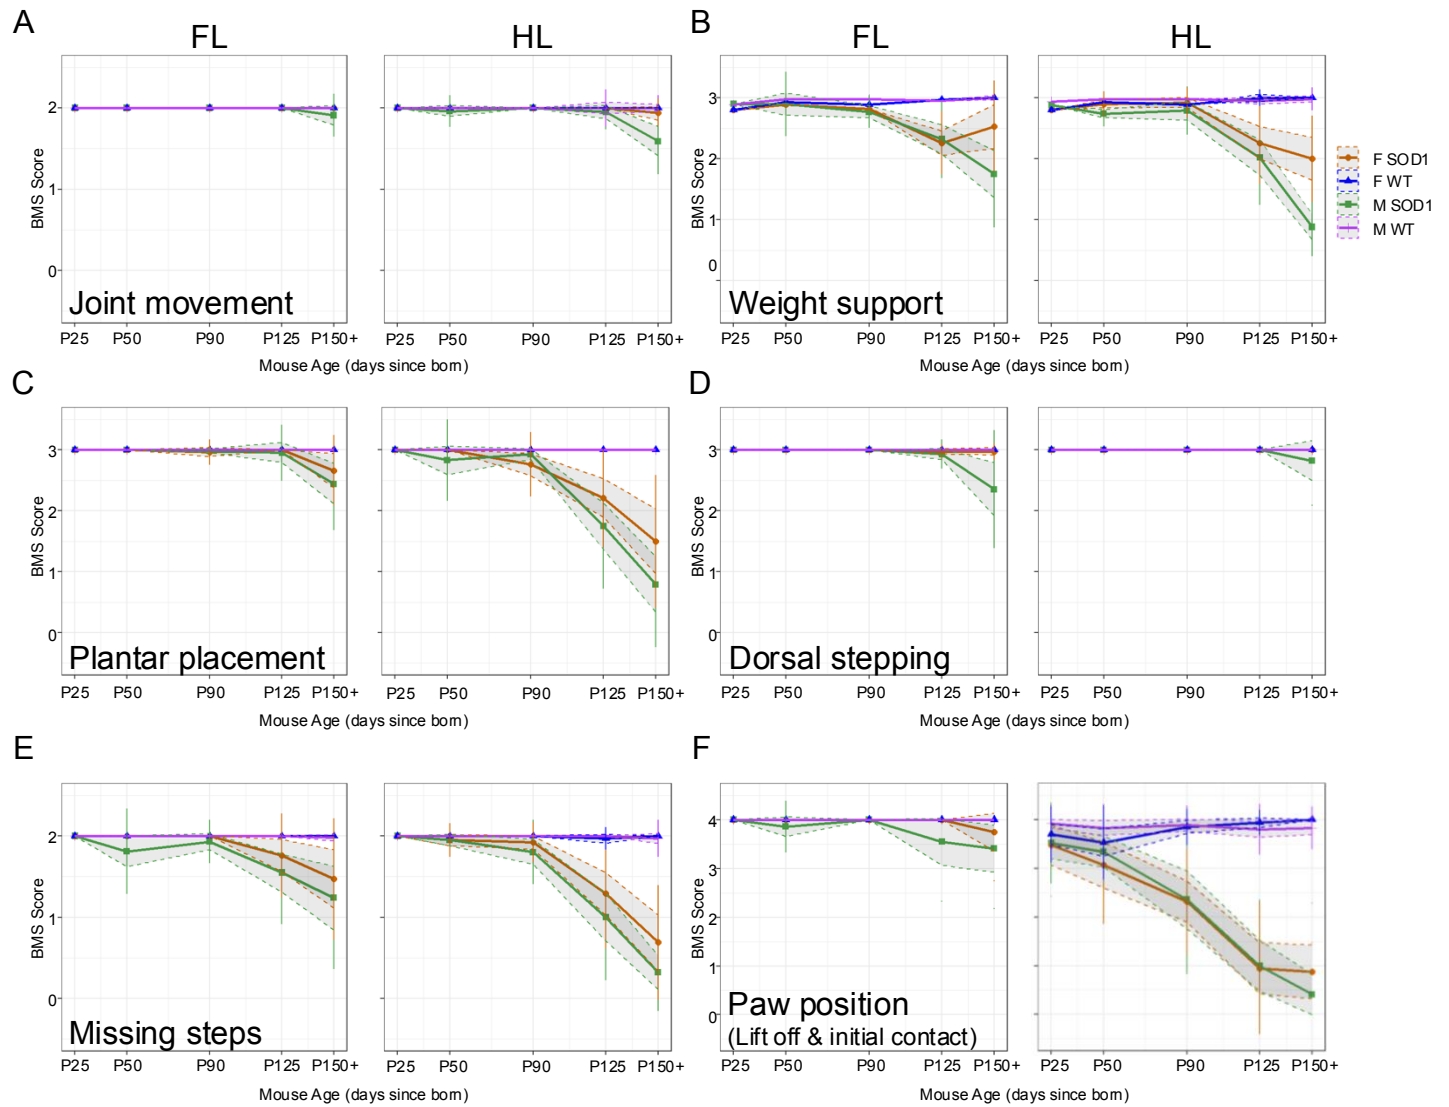 A
B
FL
HL
FL
HL
BMS Score
2
1
0
Joint movement
P25 P50 P90 P125 P150+
P25 P50 P90 P125 P150+
Mouse Age (days since born)
BMS Score
3
2
1
0
Weight support
P25 P50 P90 P125 P150+
P25 P50 P90 P125 P150+
Mouse Age (days since born)
F SOD1
F WT
M SOD1
M WT
C
D
BMS Score
3
2
1
0
Plantar placement
P25 P50 P90 P125 P150+
P25 P50 P90 P125 P150+
Mouse Age (days since born)
BMS Score
3
2
1
0
Dorsal stepping
P25 P50 P90 P125 P150+
P25 P50 P90 P125 P150+
Mouse Age (days since born)
E
F
BMS Score
2
1
0
Missing steps
P25 P50 P90 P125 P150+
P25 P50 P90 P125 P150+
Mouse Age (days since born)
BMS Score
4
3
2
1
0
Paw position
(Lift off & initial contact)
P25 P50 P90 P125 P150+
P25 P50 P90 P125 P150+
Mouse Age (days since born)